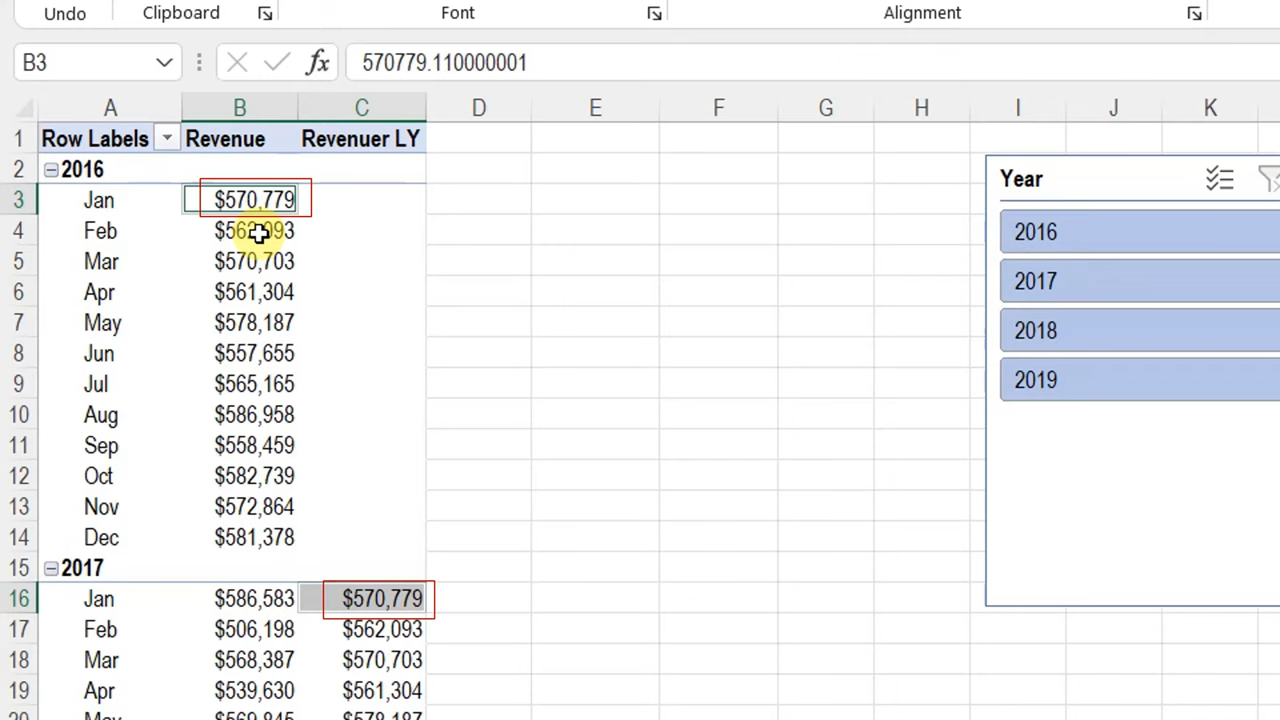 Undo Clipboard Font Alignment
B3 fx 570779.110000001
A B C D E F G H I J K
1 Row Labels Revenue Revenuer LY
2 2016
3 Jan $570,779
4 Feb $562,093
5 Mar $570,703
6 Apr $561,304
7 May $578,187
8 Jun $557,655
9 Jul $565,165
10 Aug $586,958
11 Sep $558,459
12 Oct $582,739
13 Nov $572,864
14 Dec $581,378
15 2017
16 Jan $586,583 $570,779
17 Feb $506,198 $562,093
18 Mar $568,387 $570,703
19 Apr $539,630 $561,304
Year
2016
2017
2018
2019